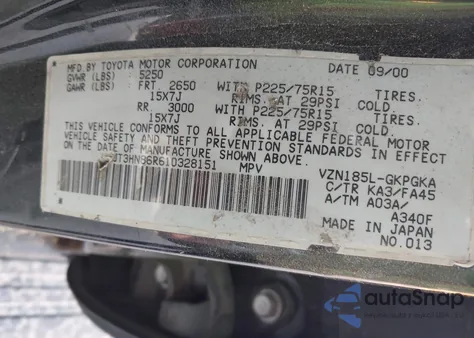 MFD BY TOYOTA MOTOR CORPORATION DATE 09/00
GVWR (LBS) 5250
GAWR (LBS) FRT 2650 WITH P225/75R15 TIRES.
15X7J RIMS. AT 29PSI COLD.
RR. 3000 WITH P225/75R15 TIRES.
15X7J RIMS. AT 29PSI COLD.
THIS VEHICLE CONFORMS TO ALL APPLICABLE FEDERAL MOTOR
VEHICLE SAFETY AND THEFT PREVENTION STANDARDS IN EFFECT
ON THE DATE OF MANUFACTURE SHOWN ABOVE.
JT3HN86R610328151 MPV
VZN185L-GKPGKA
C/TR KA3/FA45
A/TM A03A/
A340F
MADE IN JAPAN NO.013
autoSnap